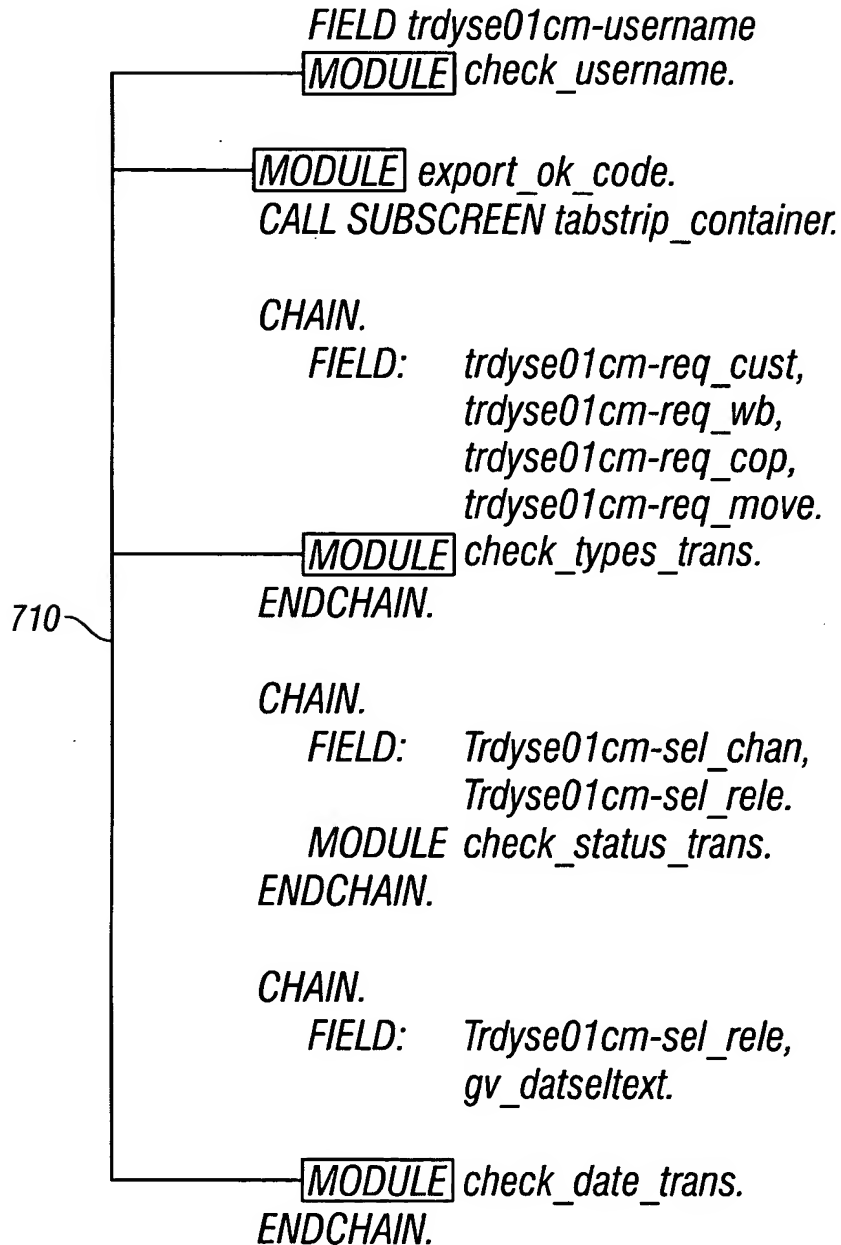 FIELD trdyse01cm-username
MODULE check_username.
MODULE export_ok_code.
CALL SUBSCREEN tabstrip_container.
CHAIN.
FIELD: trdyse01cm-req_cust,
trdyse01cm-req_wb,
trdyse01cm-req_cop,
trdyse01cm-req_move.
MODULE check_types_trans.
ENDCHAIN.
710
CHAIN.
FIELD: Trdyse01cm-sel_chan,
Trdyse01cm-sel_rele.
MODULE check_status_trans.
ENDCHAIN.
CHAIN.
FIELD: Trdyse01cm-sel_rele,
gv_datseltext.
MODULE check_date_trans.
ENDCHAIN.